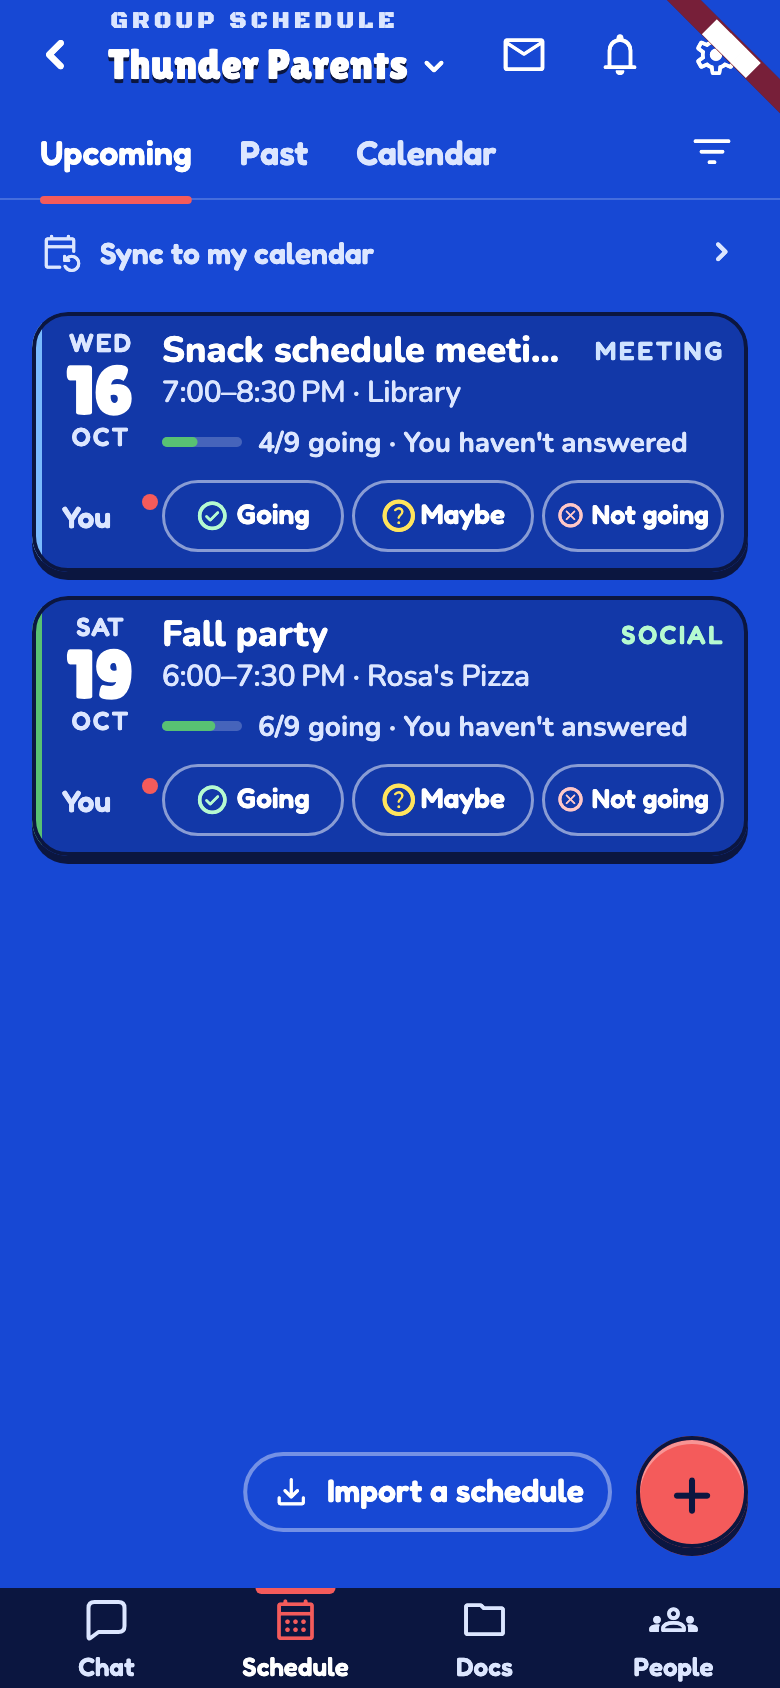 GROUP SCHEDULE
Thunder Parents
Upcoming Past Calendar
Sync to my calendar
WED
16
OCT
Snack schedule meeti...
MEETING
7:00–8:30 PM · Library
4/9 going · You haven't answered
You
Going
? Maybe
Not going
SAT
19
OCT
Fall party
SOCIAL
6:00–7:30 PM · Rosa's Pizza
6/9 going · You haven't answered
You
Going
? Maybe
Not going
Import a schedule
Chat Schedule Docs People